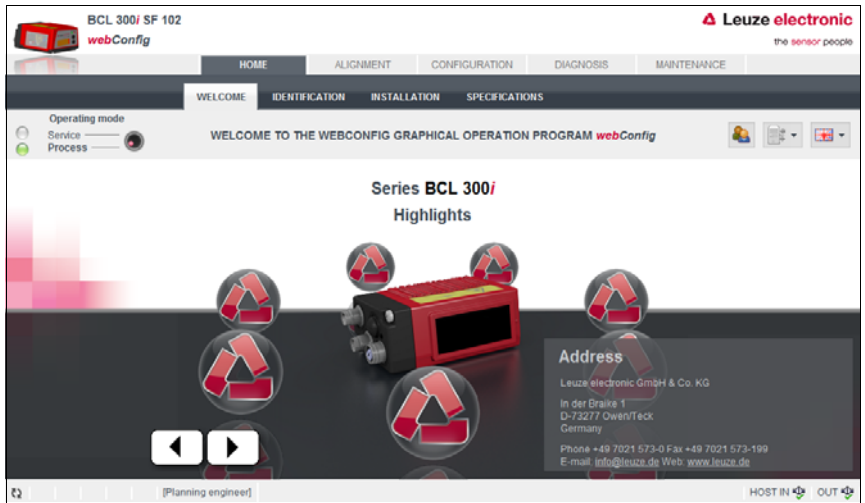 BCL 300i SF 102
webConfig
Leuze electronic
the sensor people
HOME ALIGNMENT CONFIGURATION DIAGNOSIS MAINTENANCE
WELCOME IDENTIFICATION INSTALLATION SPECIFICATIONS
Operating mode
Service
Process
WELCOME TO THE WEBCONFIG GRAPHICAL OPERATION PROGRAM webConfig
Series BCL 300i
Highlights
Address
Leuze electronic GmbH & Co. KG
In der Braike 1
D-73277 Owen/Teck
Germany
Phone +49 7021 573-0 Fax +49 7021 573-199
E-mail: info@leuze.de Web: www.leuze.de
[Planning engineer] HOST IN OUT